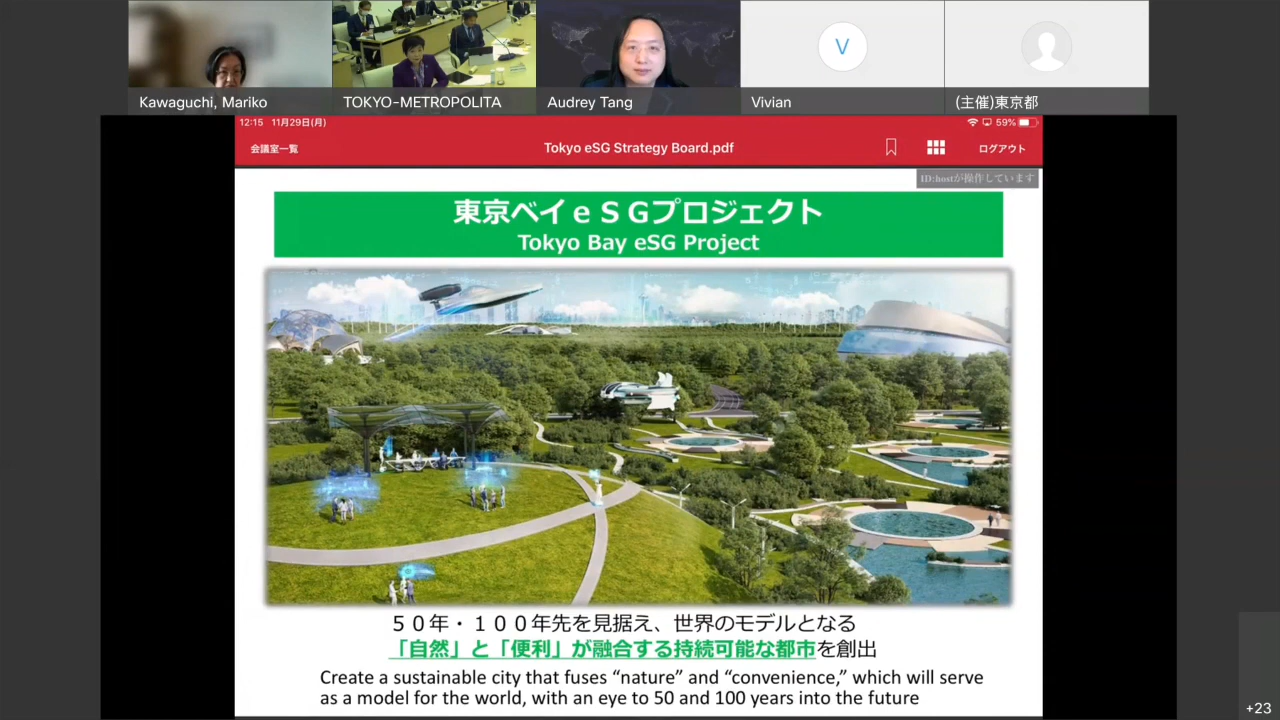 Kawaguchi, Mariko
TOKYO-METROPOLITA
Audrey Tang
V
Vivian
(主催)東京都
12:15 11月29日(月)
59%
会議室一覧
Tokyo eSG Strategy Board.pdf
ログアウト
ID:hostが操作しています
東京ベイeSGプロジェクト
Tokyo Bay eSG Project
50年・100年先を見据え、世界のモデルとなる
「自然」と「便利」が融合する持続可能な都市を創出
Create a sustainable city that fuses “nature” and “convenience,” which will serve
as a model for the world, with an eye to 50 and 100 years into the future
+23